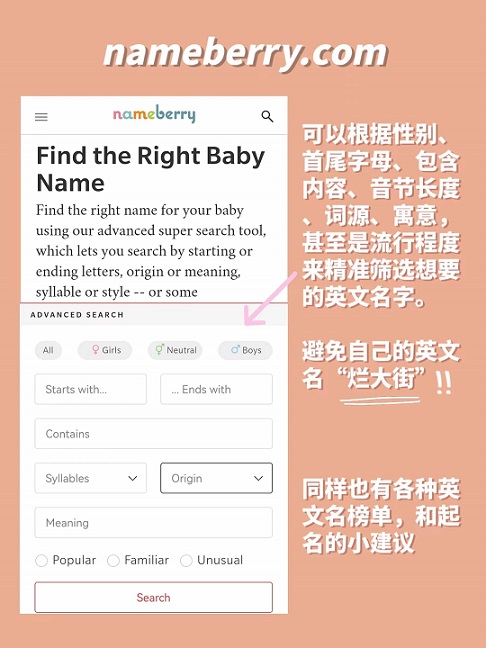 nameberry.com
nameberry
Find the Right Baby
Name
Find the right name for your baby
using our advanced super search tool,
which lets you search by starting or
ending letters, origin or meaning,
syllable or style -- or some
ADVANCED SEARCH
All
Girls
Neutral
Boys
Starts with...
... Ends with
Contains
Syllables
Origin
Meaning
Popular
Familiar
Unusual
Search
可以根据性别、
首尾字母、包含
内容、音节长度
、词源、寓意，
甚至是流行程度
来精准筛选想要
的英文名字。
避免自己的英文
名“烂大街”!!
同样也有各种英
文名榜单，和起
名的小建议